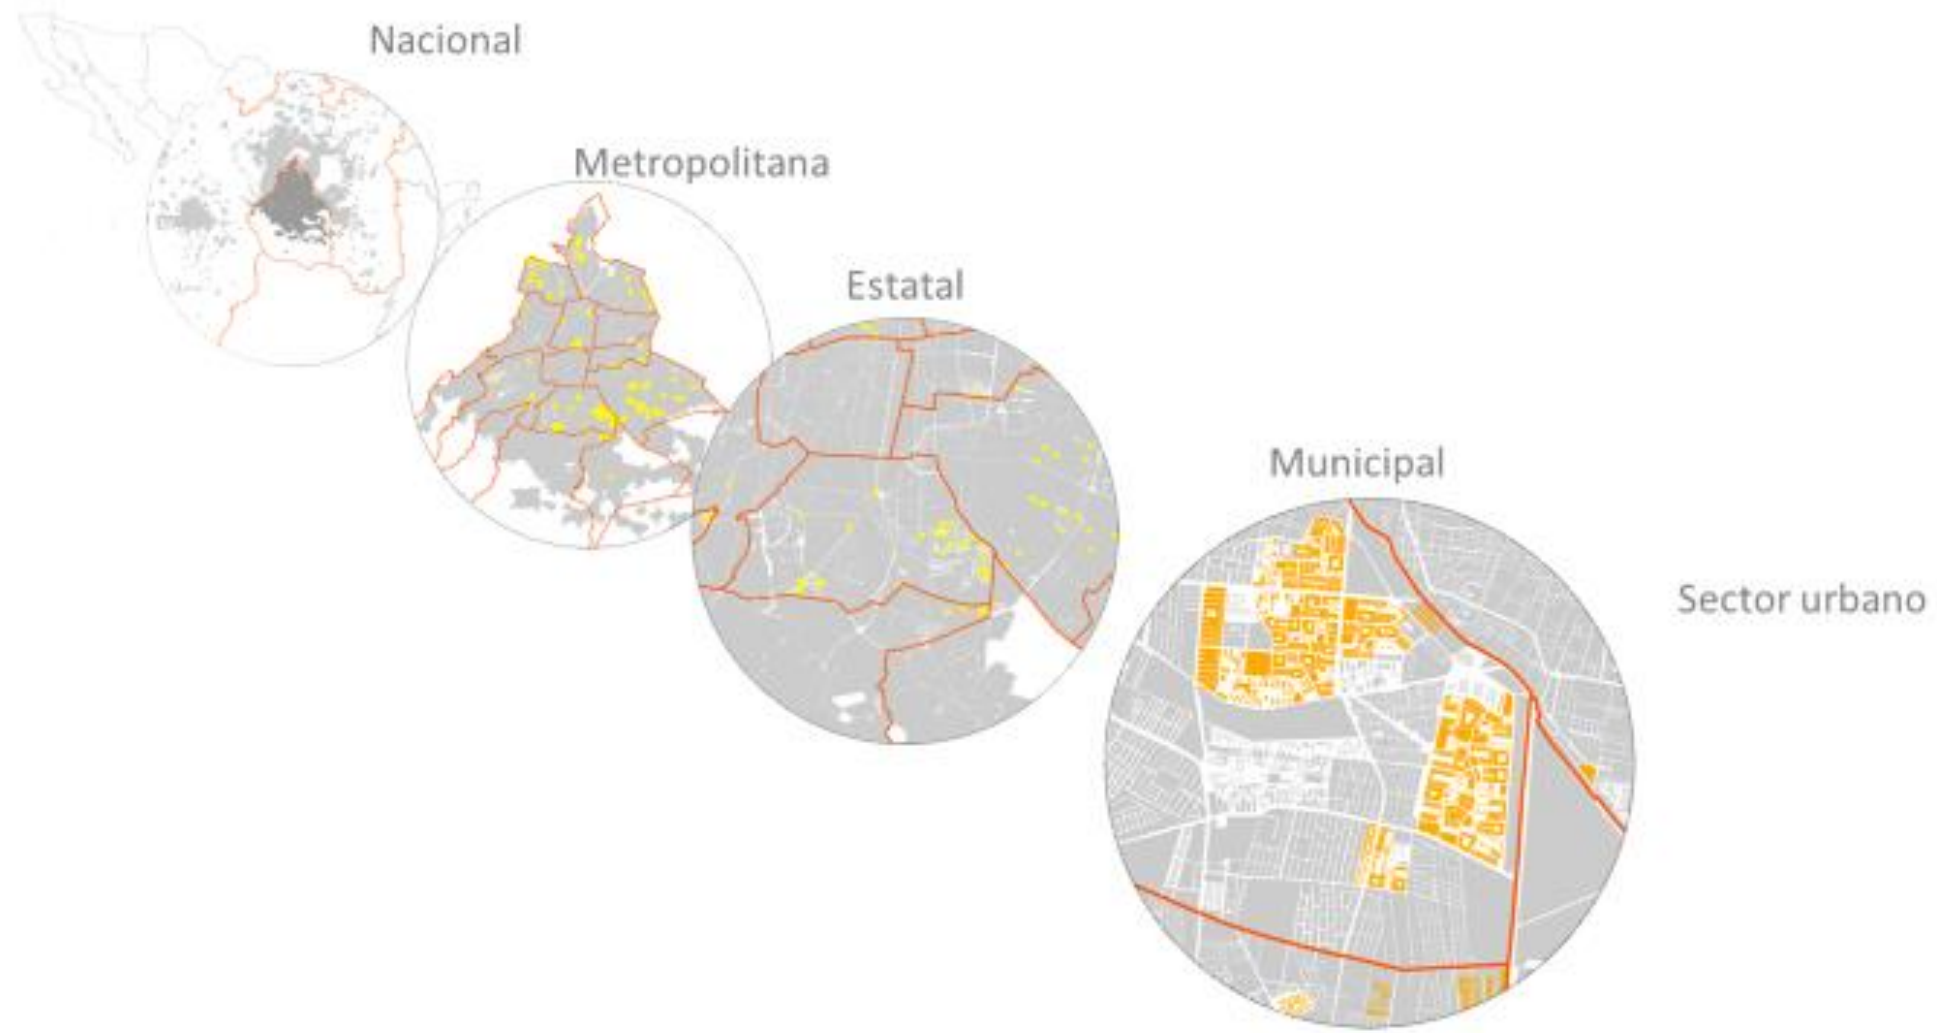 Nacional
Metropolitana
Estatal
Municipal
Sector urbano